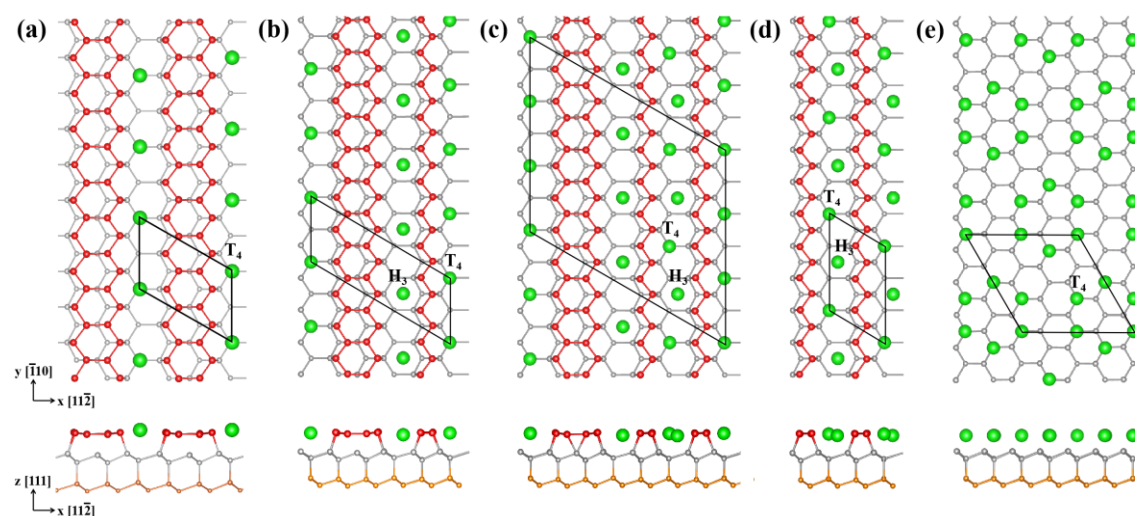 (a)
(b)
(c)
(d)
(e)
T₄
H₃
T₄
T₄
H₃
T₄
H₃
T₄
y [1̅10]
x [112̅]
z [111]
x [112̅]